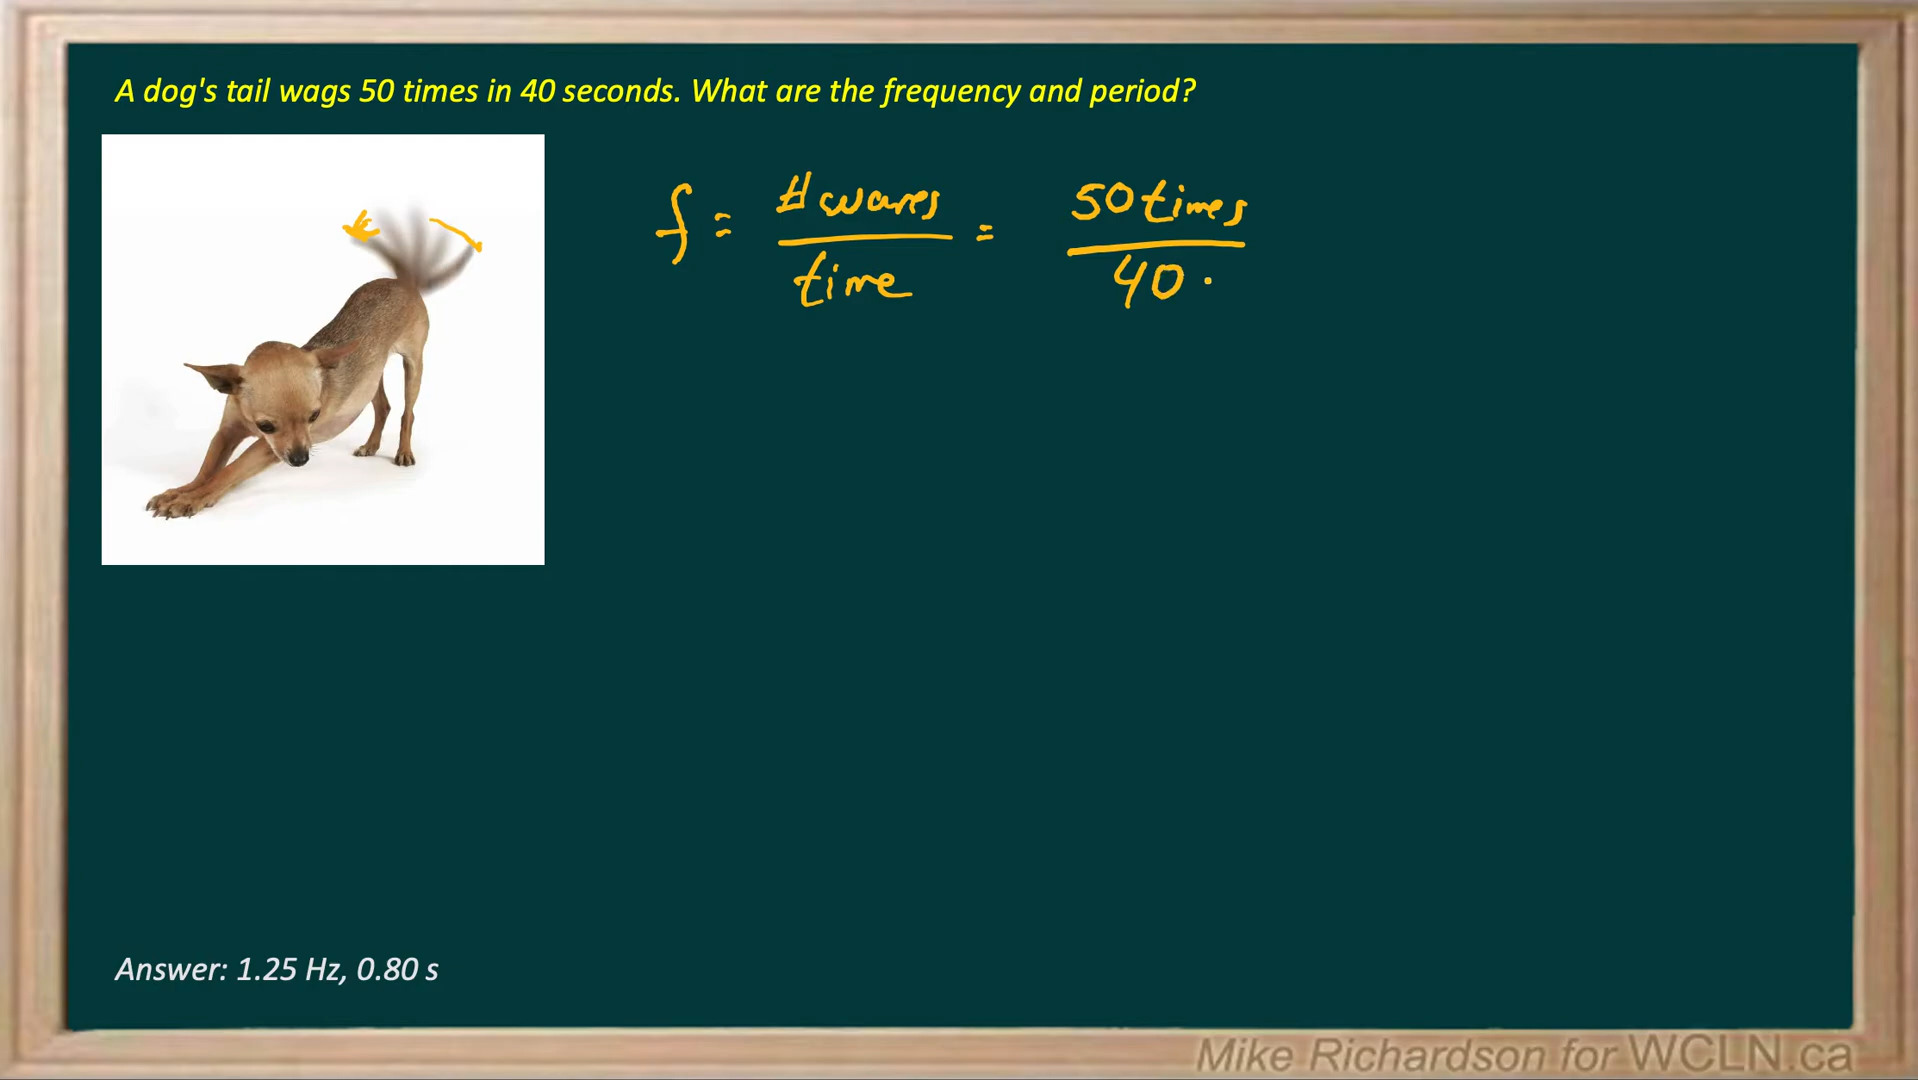 A dog's tail wags 50 times in 40 seconds. What are the frequency and period?
f = # waves / time = 50 times / 40
Answer: 1.25 Hz, 0.80 s
Mike Richardson for WCLN.ca